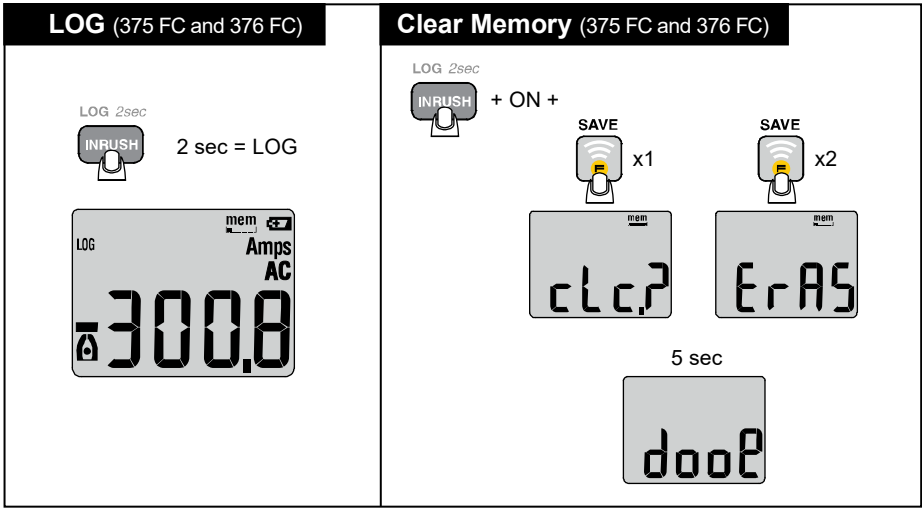 LOG (375 FC and 376 FC)
LOG 2sec
INRUSH
2 sec = LOG
mem
LOG
Amps
AC
-300.8
Clear Memory (375 FC and 376 FC)
LOG 2sec
INRUSH + ON +
SAVE
F x1
SAVE
F x2
mem
cLc.?
mem
ErAS
5 sec
dooe